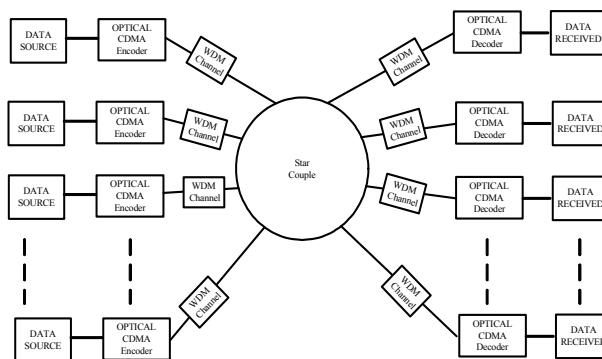 DATA
SOURCE
OPTICAL
CDMA
Encoder
WDM
Channel
WDM
Channel
OPTICAL
CDMA
Decoder
DATA
RECEIVED
DATA
SOURCE
OPTICAL
CDMA
Encoder
WDM
Channel
WDM
Channel
OPTICAL
CDMA
Decoder
DATA
RECEIVED
Star
Couple
DATA
SOURCE
OPTICAL
CDMA
Encoder
WDM
Channel
WDM
Channel
OPTICAL
CDMA
Decoder
DATA
RECEIVED
DATA
SOURCE
OPTICAL
CDMA
Encoder
WDM
Channel
WDM
Channel
OPTICAL
CDMA
Decoder
DATA
RECEIVED